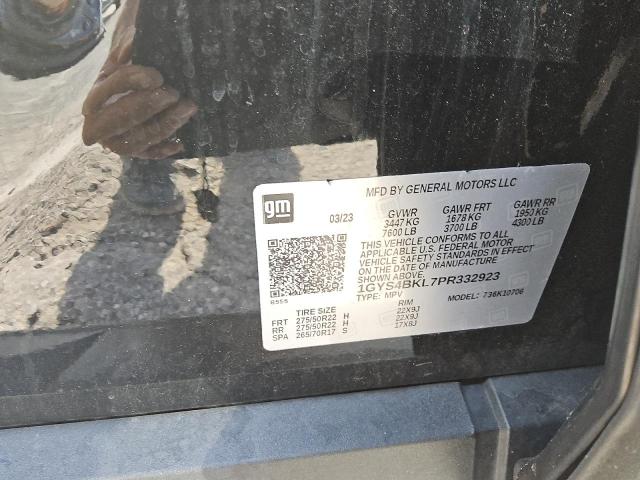 gm
MFD BY GENERAL MOTORS LLC
03/23
GVWR GAWR FRT GAWR RR
3447 KG 1678 KG 1950 KG
7600 LB 3700 LB 4300 LB
THIS VEHICLE CONFORMS TO ALL
APPLICABLE U.S. FEDERAL MOTOR
VEHICLE SAFETY STANDARDS IN EFFECT
ON THE DATE OF MANUFACTURE
SHOWN ABOVE.
1GYS4BKL7PR332923
TYPE: MPV MODEL: 736K10706
TIRE SIZE RIM
FRT 275/50R22 H 22X9J
RR 275/50R22 H 22X9J
SPA 265/70R17 S 17X8J